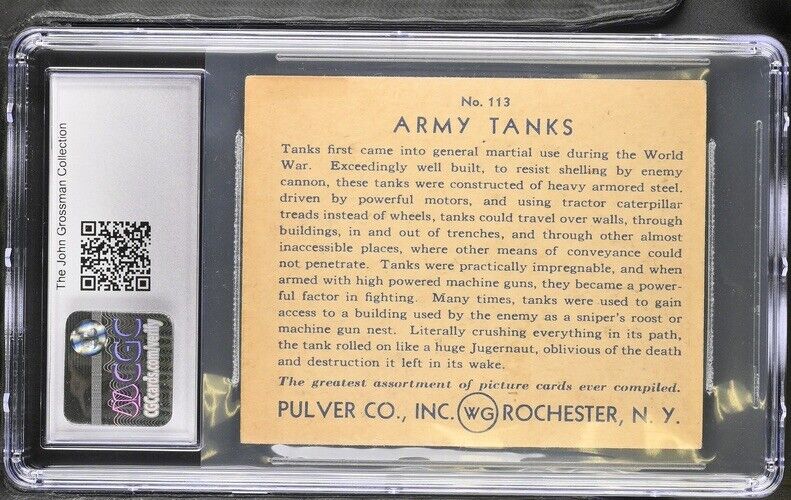 The John Grossman Collection
CGC
CGCcards.com/verify
No. 113
ARMY TANKS
Tanks first came into general martial use during the World
War. Exceedingly well built, to resist shelling by enemy
cannon, these tanks were constructed of heavy armored steel.
driven by powerful motors, and using tractor caterpillar
treads instead of wheels, tanks could travel over walls, through
buildings, in and out of trenches, and through other almost
inaccessible places, where other means of conveyance could
not penetrate. Tanks were practically impregnable, and when
armed with high powered machine guns, they became a power-
ful factor in fighting. Many times, tanks were used to gain
access to a building used by the enemy as a sniper's roost or
machine gun nest. Literally crushing everything in its path,
the tank rolled on like a huge Jugernaut, oblivious of the death
and destruction it left in its wake.
The greatest assortment of picture cards ever compiled.
PULVER CO., INC. WG ROCHESTER, N. Y.